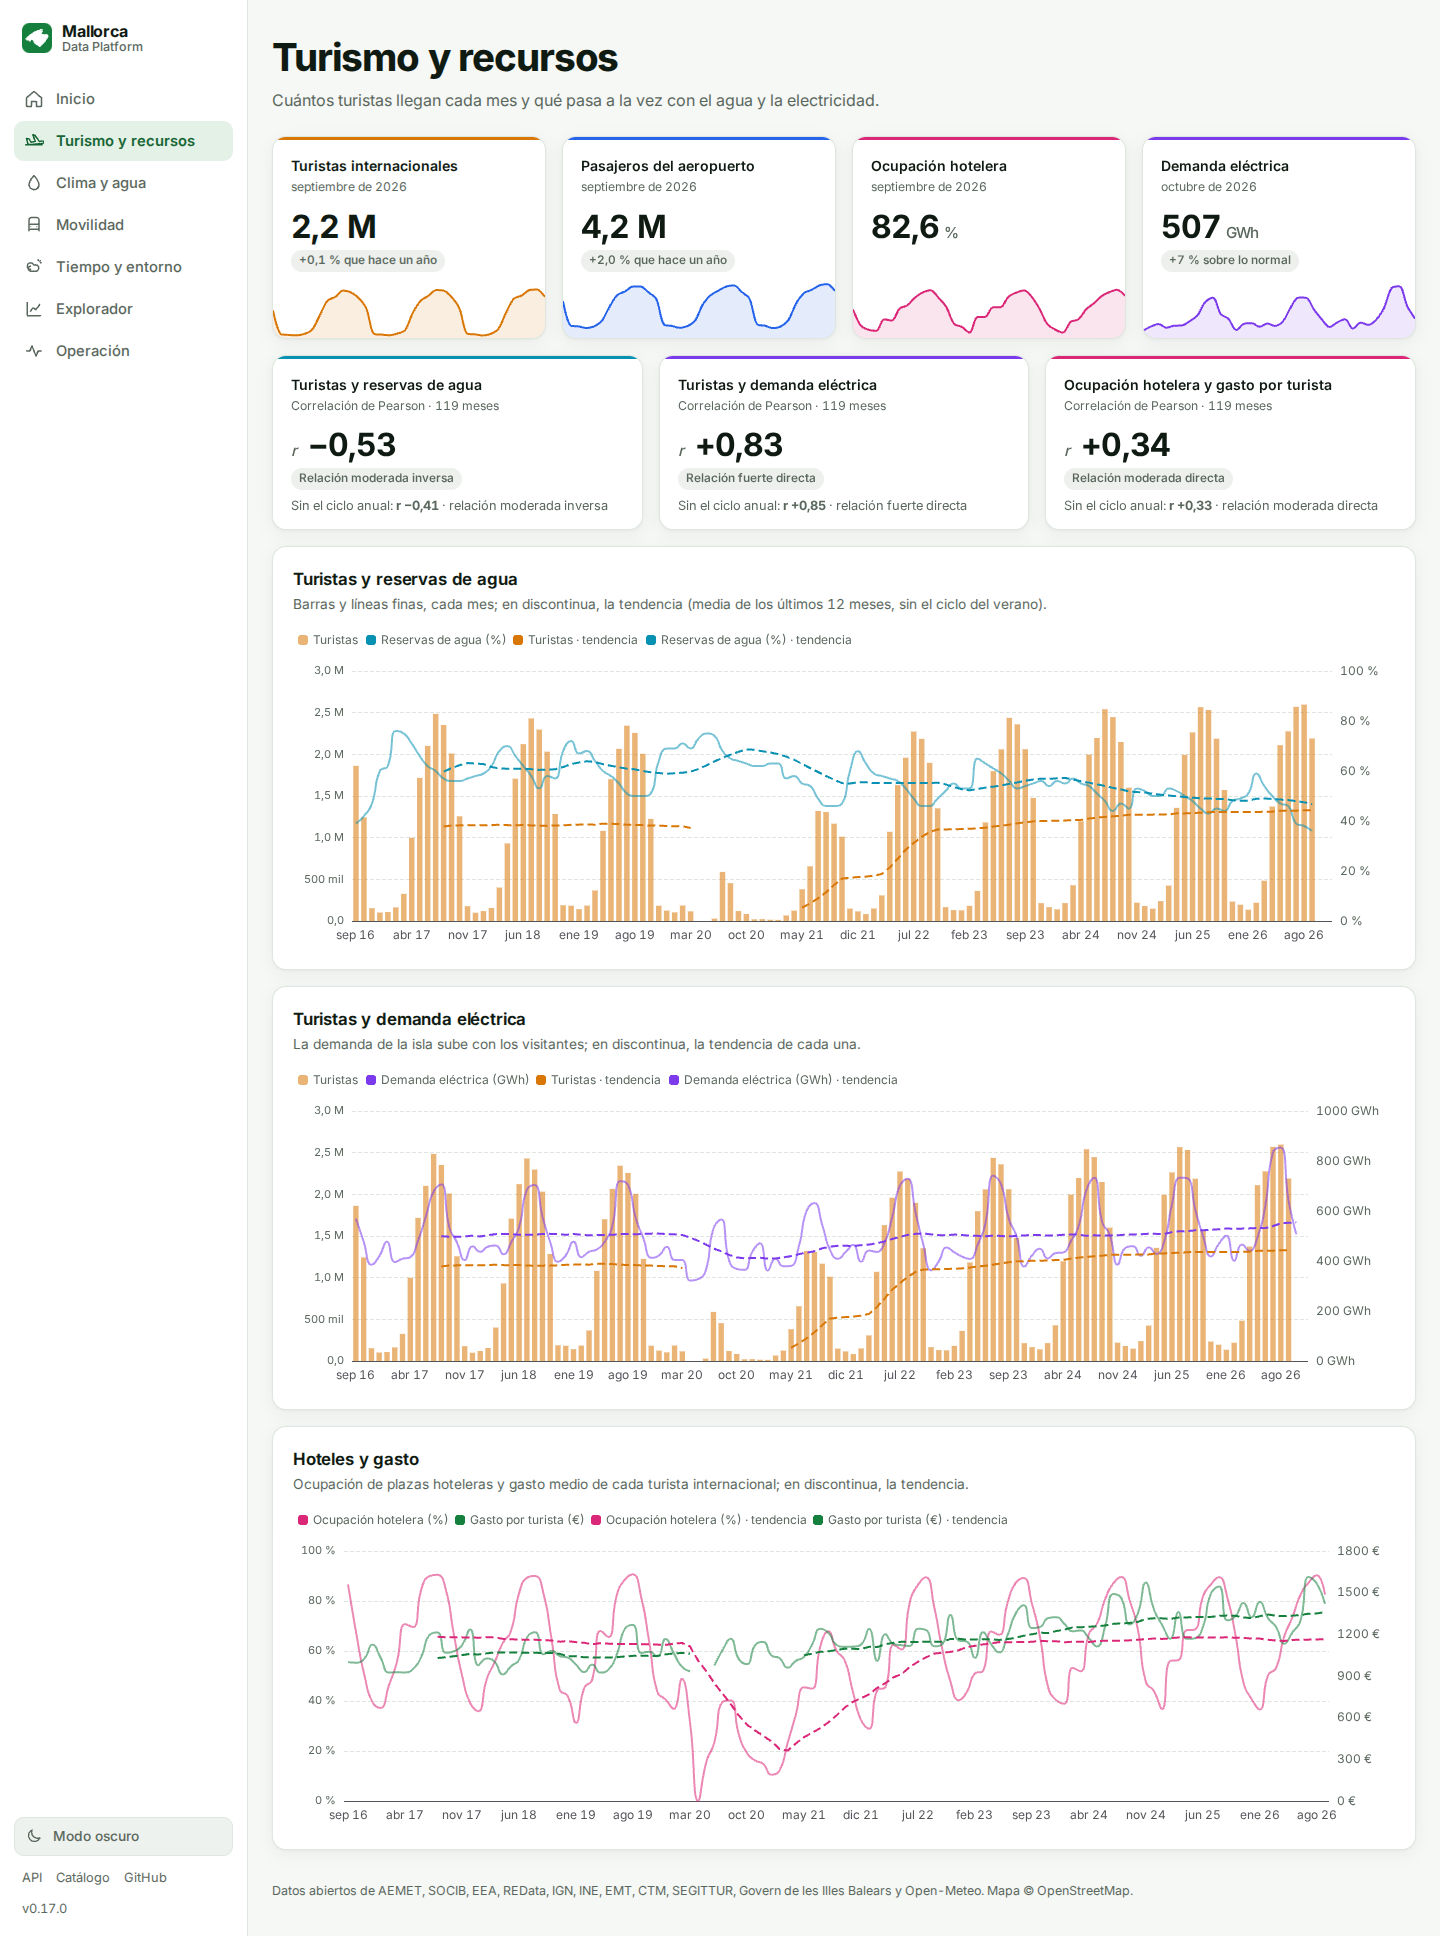 Mallorca
Data Platform
Inicio
Turismo y recursos
Clima y agua
Movilidad
Tiempo y entorno
Explorador
Operación
Modo oscuro
API Catálogo GitHub
v0.17.0
Turismo y recursos
Cuántos turistas llegan cada mes y qué pasa a la vez con el agua y la electricidad.
Turistas internacionales
septiembre de 2026
2,2 M
+0,1 % que hace un año
Pasajeros del aeropuerto
septiembre de 2026
4,2 M
+2,0 % que hace un año
Ocupación hotelera
septiembre de 2026
82,6 %
Demanda eléctrica
octubre de 2026
507 GWh
+7 % sobre lo normal
Turistas y reservas de agua
Correlación de Pearson · 119 meses
r −0,53
Relación moderada inversa
Sin el ciclo anual: r −0,41 · relación moderada inversa
Turistas y demanda eléctrica
Correlación de Pearson · 119 meses
r +0,83
Relación fuerte directa
Sin el ciclo anual: r +0,85 · relación fuerte directa
Ocupación hotelera y gasto por turista
Correlación de Pearson · 119 meses
r +0,34
Relación moderada directa
Sin el ciclo anual: r +0,33 · relación moderada directa
Turistas y reservas de agua
Barras y líneas finas, cada mes; en discontinua, la tendencia (media de los últimos 12 meses, sin el ciclo del verano).
Turistas Reservas de agua (%) Turistas · tendencia Reservas de agua (%) · tendencia
3,0 M 100 %
2,5 M 80 %
2,0 M 60 %
1,5 M 40 %
1,0 M 20 %
500 mil 0 %
0,0
sep 16 abr 17 nov 17 jun 18 ene 19 ago 19 mar 20 oct 20 may 21 dic 21 jul 22 feb 23 sep 23 abr 24 nov 24 jun 25 ene 26 ago 26
Turistas y demanda eléctrica
La demanda de la isla sube con los visitantes; en discontinua, la tendencia de cada una.
Turistas Demanda eléctrica (GWh) Turistas · tendencia Demanda eléctrica (GWh) · tendencia
3,0 M 1000 GWh
2,5 M 800 GWh
2,0 M 600 GWh
1,5 M 400 GWh
1,0 M 200 GWh
500 mil 0 GWh
0,0
sep 16 abr 17 nov 17 jun 18 ene 19 ago 19 mar 20 oct 20 may 21 dic 21 jul 22 feb 23 sep 23 abr 24 nov 24 jun 25 ene 26 ago 26
Hoteles y gasto
Ocupación de plazas hoteleras y gasto medio de cada turista internacional; en discontinua, la tendencia.
Ocupación hotelera (%) Gasto por turista (€) Ocupación hotelera (%) · tendencia Gasto por turista (€) · tendencia
100 % 1800 €
80 % 1500 €
60 % 1200 €
40 % 900 €
20 % 600 €
0 % 300 €
0 €
sep 16 abr 17 nov 17 jun 18 ene 19 ago 19 mar 20 oct 20 may 21 dic 21 jul 22 feb 23 sep 23 abr 24 nov 24 jun 25 ene 26 ago 26
Datos abiertos de AEMET, SOCIB, EEA, REData, IGN, INE, EMT, CTM, SEGITTUR, Govern de les Illes Balears y Open-Meteo. Mapa © OpenStreetMap.